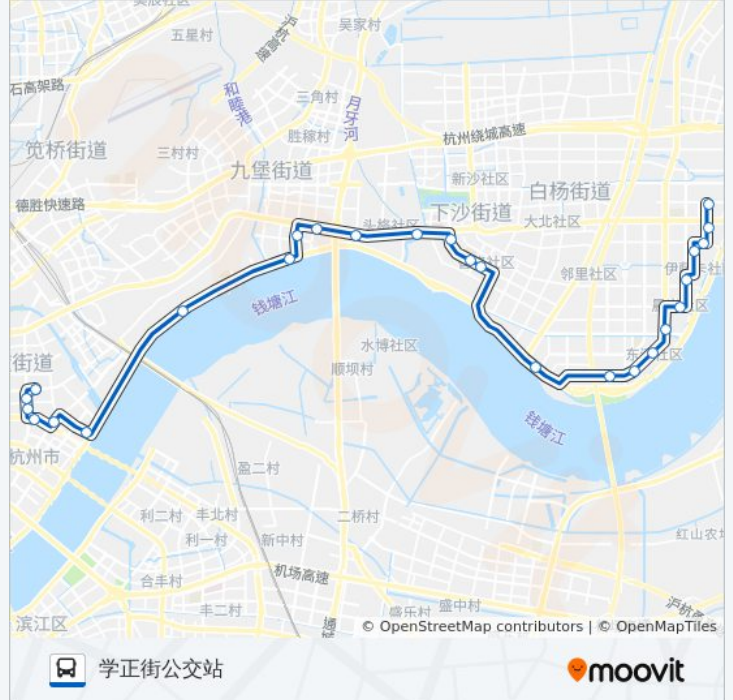 五星村
沪杭高速
吴家村
石高架路
和睦港
三角村
月牙河
胜稼村
杭州绕城高速
笕桥街道
三村村
九堡街道
新沙社区
白杨街道
德胜快速路
下沙街道
大北社区
头格社区
邻里社区
钱塘江
水博社区
顺坝村
街道
钱塘江
杭州市
盈二村
利二村
丰北村
二桥村
利一村
新中村
红山农
合丰村
机场高速
丰二村
盛乐村
盛中村
沪杭
滨江区
© OpenStreetMap contributors | © OpenMapTiles
学正街公交站
moovit